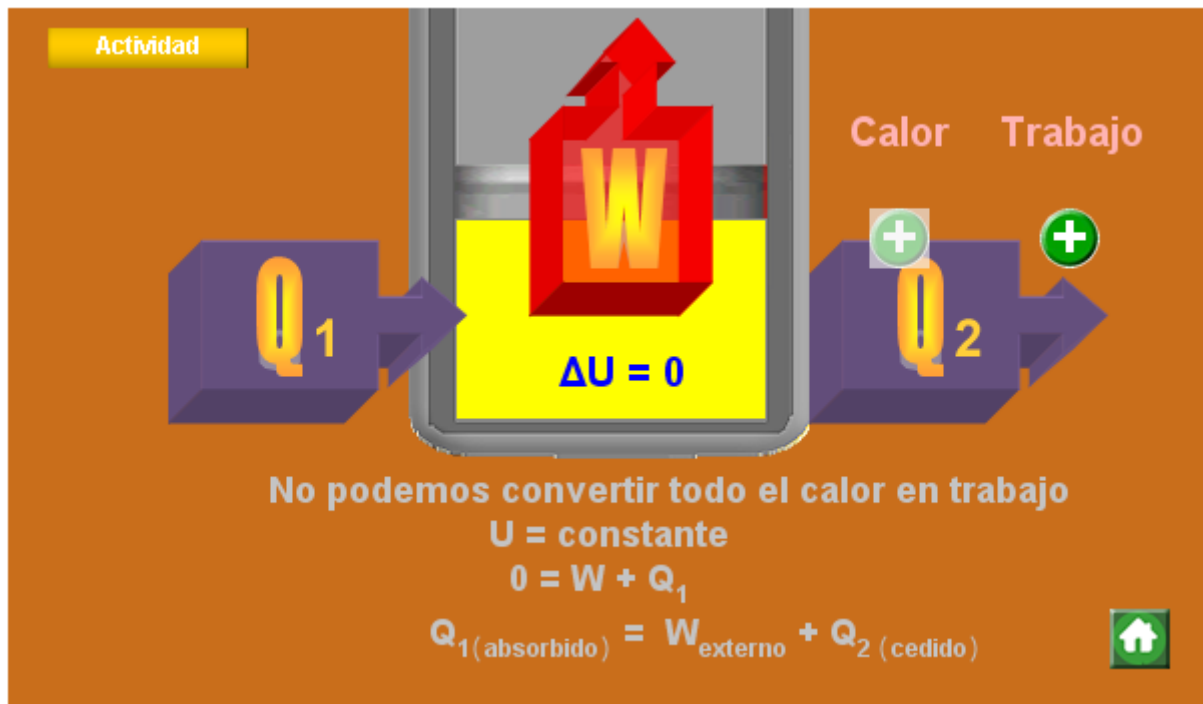 Actividad
Calor Trabajo
W
Q1
Q2
ΔU = 0
No podemos convertir todo el calor en trabajo
U = constante
0 = W + Q1
Q1(absorbido) = Wexterno + Q2 (cedido)